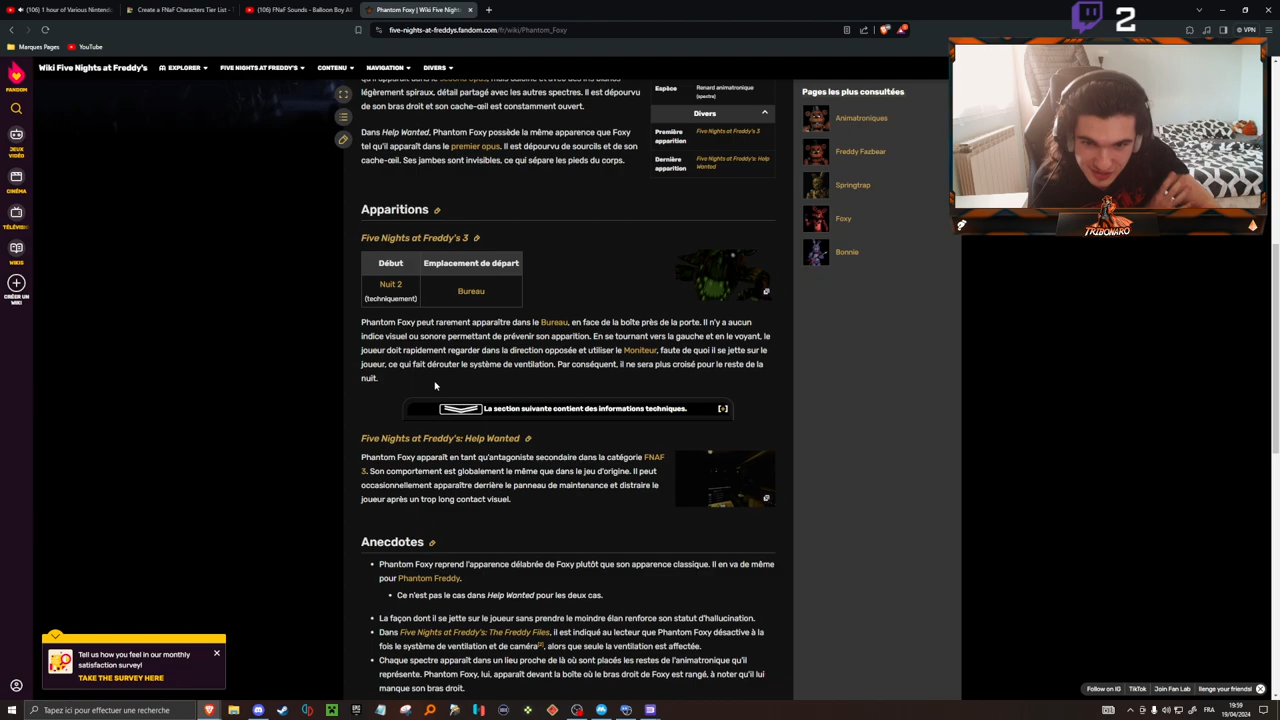 (106) 1 hour of Various Nintend
Create a FNaF Characters Tier List -
(106) FNaF Sounds - Balloon Boy All
Phantom Foxy | Wiki Five Nights
2
five-nights-at-freddys.fandom.com/fr/wiki/Phantom_Foxy
VPN
Marques Pages
YouTube
FANDOM
JEUX VIDÉO
CINÉMA
WIKIS
CRÉER UN WIKI
Wiki Five Nights at Freddy's
EXPLORER
FIVE NIGHTS AT FREDDY'S
CONTENU
NAVIGATION
DIVERS
légèrement spiraux, détail partagé avec les autres spectres. Il est dépourvu
de son bras droit et son cache-œil est constamment ouvert.
Dans Help Wanted, Phantom Foxy possède la même apparence que Foxy
tel qu'il apparaît dans le premier opus. Il est dépourvu de sourcils et de son
cache-œil. Ses jambes sont invisibles, ce qui sépare les pieds du corps.
Espèce
Renard animatronique
(spectre)
Divers
Première apparition
Five Nights at Freddy's 3
Dernière apparition
Five Nights at Freddy's: Help Wanted
Pages les plus consultées
Animatroniques
Freddy Fazbear
Springtrap
Foxy
Bonnie
TRIBONARO
Apparitions
Five Nights at Freddy's 3
Début
Emplacement de départ
Nuit 2
(techniquement)
Bureau
Phantom Foxy peut rarement apparaître dans le Bureau, en face de la boîte près de la porte. Il n'y a aucun
indice visuel ou sonore permettant de prévenir son apparition. En se tournant vers la gauche et en le voyant, le
joueur doit rapidement regarder dans la direction opposée et utiliser le Moniteur, faute de quoi il se jette sur le
joueur, ce qui fait dérouter le système de ventilation. Par conséquent, il ne sera plus croisé pour le reste de la
nuit.
La section suivante contient des informations techniques.
[+]
Five Nights at Freddy's: Help Wanted
Phantom Foxy apparaît en tant qu'antagoniste secondaire dans la catégorie FNAF
3. Son comportement est globalement le même que dans le jeu d'origine. Il peut
occasionnellement apparaître derrière le panneau de maintenance et distraire le
joueur après un trop long contact visuel.
Anecdotes
Phantom Foxy reprend l'apparence délabrée de Foxy plutôt que son apparence classique. Il en va de même
pour Phantom Freddy.
Ce n'est pas le cas dans Help Wanted pour les deux cas.
La façon dont il se jette sur le joueur sans prendre le moindre élan renforce son statut d'hallucination.
Dans Five Nights at Freddy's: The Freddy Files, il est indiqué au lecteur que Phantom Foxy désactive à la
fois le système de ventilation et de caméra, alors que seule la ventilation est affectée.
Chaque spectre apparaît dans un lieu proche de là où sont placés les restes de l'animatronique qu'il
représente. Phantom Foxy, lui, apparaît devant la boîte où le bras droit de Foxy est rangé, à noter qu'il lui
manque son bras droit.
Tell us how you feel in our monthly
satisfaction survey!
TAKE THE SURVEY HERE
Follow on IG
TikTok
Join Fan Lab
llenge your friends!
Tapez ici pour effectuer une recherche
FRA
19:59
19/04/2024